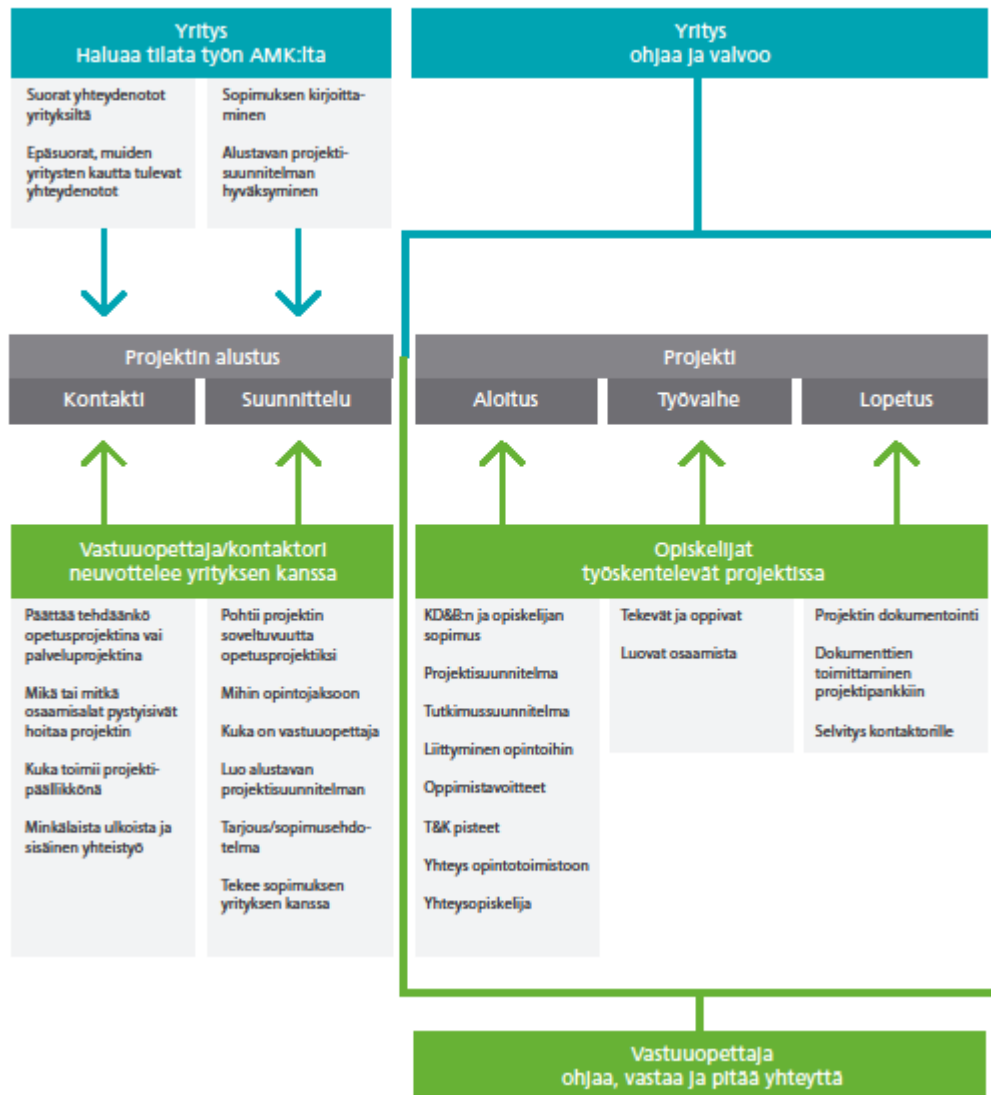 Yritys
Haluaa tilata työn AMK:lta
Yritys
ohjaa ja valvoo
Suorat yhteydenotot
yrityksiltä
Epäsuorat, muiden
yritysten kautta tulevat
yhteydenotot
Sopimuksen kirjoitta-
minen
Alustavan projekti-
suunnitelman
hyväksyminen
Projektin alustus
Kontakti
Suunnittelu
Projekti
Aloitus
Työvaihe
Lopetus
Vastuuopettaja/kontaktori
neuvottelee yrityksen kanssa
Päättää tehdäänkö
opetusprojektina vai
palveluprojektina
Mikä tai mitkä
osaamisalat pystyisivät
hoitaa projektin
Kuka toimii projekti-
päällikkönä
Minkälaista ulkoista ja
sisäinen yhteistyö
Pohtii projektin
soveltuvuutta
opetusprojektiksi
Mihin opintojaksoon
Kuka on vastuuopettaja
Luo alustavan
projektisuunnitelman
Tarjous/sopimusehdo-
telma
Tekee sopimuksen
yrityksen kanssa
Opiskelijat
työskentelevät projektissa
KD&B:n ja opiskelijan
sopimus
Projektisuunnitelma
Tutkimussuunnitelma
Liittyminen opintoihin
Oppimistavoitteet
T&K pisteet
Yhteys opintotoimistoon
Yhteysopiskelija
Tekevät ja oppivat
Luovat osaamista
Projektin dokumentointi
Dokumenttien
toimittaminen
projektipankkiin
Selvitys kontaktorille
Vastuuopettaja
ohjaa, vastaa ja pitää yhteyttä